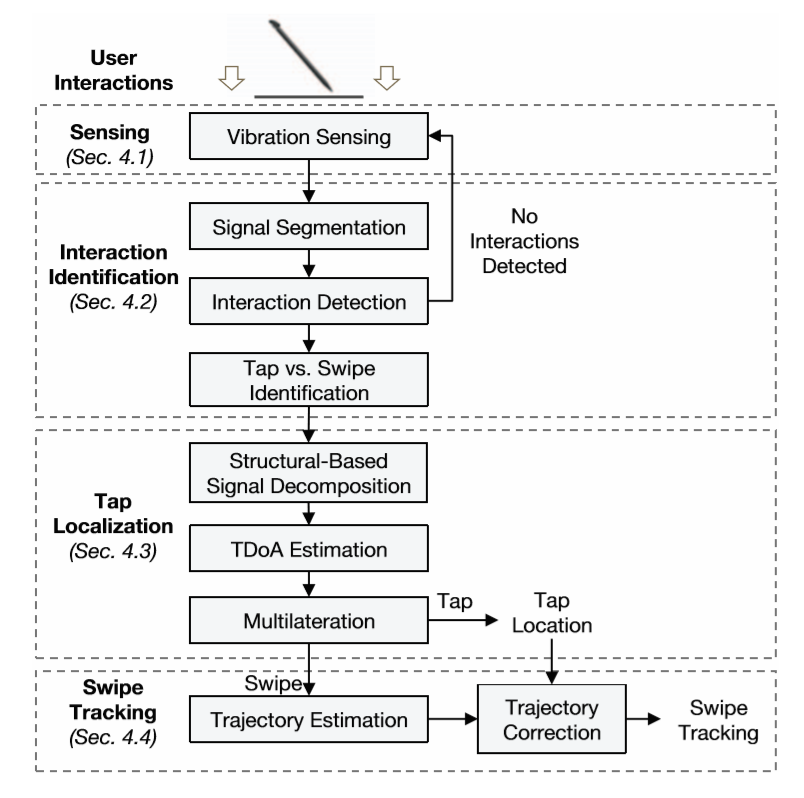 User
Interactions
Sensing
(Sec. 4.1)
Vibration Sensing
Interaction
Identification
(Sec. 4.2)
Signal Segmentation
Interaction Detection
Tap vs. Swipe
Identification
No
Interactions
Detected
Tap
Localization
(Sec. 4.3)
Structural-Based
Signal Decomposition
TDoA Estimation
Multilateration
Tap
Tap
Location
Swipe
Tracking
(Sec. 4.4)
Swipe
Trajectory Estimation
Trajectory
Correction
Swipe
Tracking